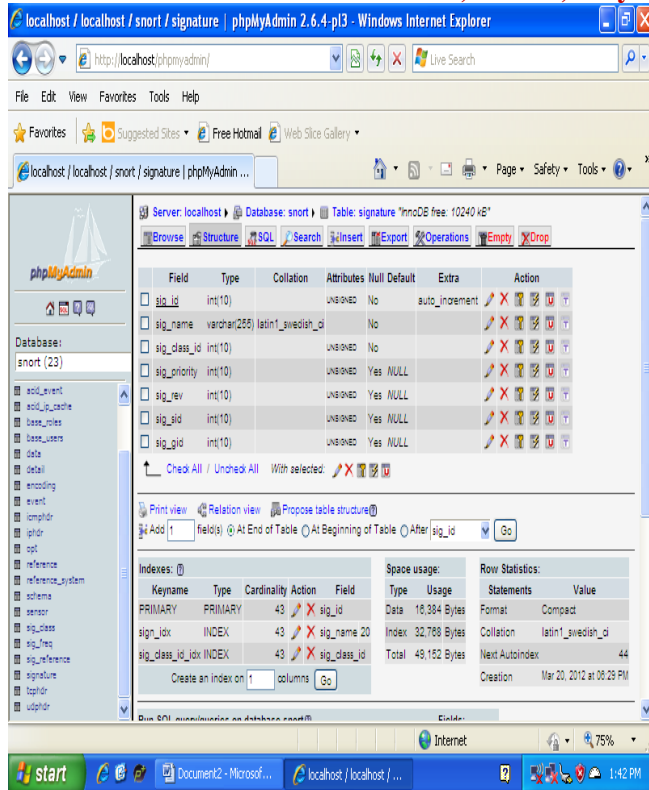 localhost / localhost / snort / signature | phpMyAdmin 2.6.4-pl3 - Windows Internet Explorer
http://localhost/phpmyadmin/
Live Search
File Edit View Favorites Tools Help
Favorites Suggested Sites Free Hotmail Web Slice Gallery
localhost / localhost / snort / signature | phpMyAdmin ... Page Safety Tools
phpMyAdmin
Database:
snort (23)
acid_event
acid_ip_cache
base_roles
base_users
data
detail
encoding
event
icmphdr
iphdr
opt
reference
reference_system
schema
sensor
sig_class
sig_freq
sig_reference
signature
tcphdr
udphdr
Server: localhost Database: snort Table: signature "InnoDB free: 10240 kB"
Browse Structure SQL Search Insert Export Operations Empty Drop
Field Type Collation Attributes Null Default Extra Action
sig_id int(10) UNSIGNED No auto_increment
sig_name varchar(255) latin1_swedish_ci No
sig_class_id int(10) UNSIGNED No
sig_priority int(10) UNSIGNED Yes NULL
sig_rev int(10) UNSIGNED Yes NULL
sig_sid int(10) UNSIGNED Yes NULL
sig_gid int(10) UNSIGNED Yes NULL
Check All / Uncheck All With selected:
Print view Relation view Propose table structure
Add 1 field(s) At End of Table At Beginning of Table After sig_id Go
Indexes:
Keyname Type Cardinality Action Field
PRIMARY PRIMARY 43 sig_id
sign_idx INDEX 43 sig_name 20
sig_class_id_idx INDEX 43 sig_class_id
Create an index on 1 columns Go
Space usage:
Type Usage
Data 16,384 Bytes
Index 32,768 Bytes
Total 49,152 Bytes
Row Statistics:
Statements Value
Format Compact
Collation latin1_swedish_ci
Next Autoindex 44
Creation Mar 20, 2012 at 06:29 PM
Run SQL query/queries on database snort Fields:
Internet 75%
start Document2 - Microsof... localhost / localhost / ... 1:42 PM